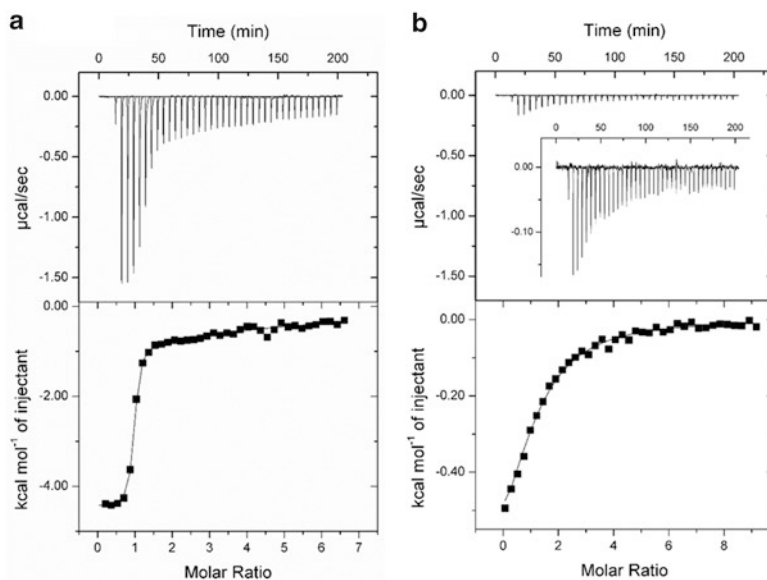 a
Time (min)
0 50 100 150 200
0.00
-0.50
-1.00
-1.50
µcal/sec
0.00
-2.00
-4.00
kcal mol⁻¹ of injectant
0 1 2 3 4 5 6 7
Molar Ratio
b
Time (min)
0 50 100 150 200
0.00
-0.50
-1.00
-1.50
µcal/sec
0 50 100 150 200
0.00
-0.10
0.00
-0.20
-0.40
kcal mol⁻¹ of injectant
0 2 4 6 8
Molar Ratio